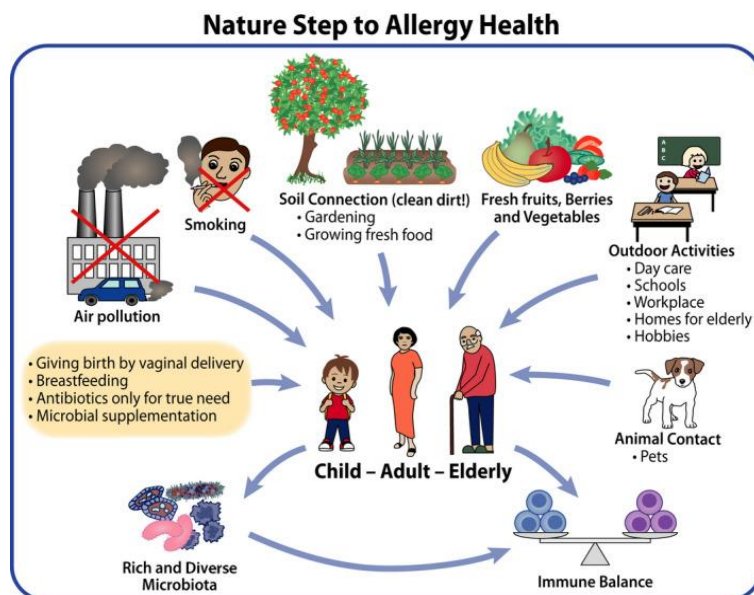 Nature Step to Allergy Health
A
B
C
Smoking
Soil Connection (clean dirt!)
• Gardening
• Growing fresh food
Fresh fruits, Berries
and Vegetables
Outdoor Activities
• Day care
• Schools
• Workplace
• Homes for elderly
• Hobbies
Air pollution
• Giving birth by vaginal delivery
• Breastfeeding
• Antibiotics only for true need
• Microbial supplementation
Animal Contact
• Pets
Child – Adult – Elderly
Rich and Diverse
Microbiota
Immune Balance